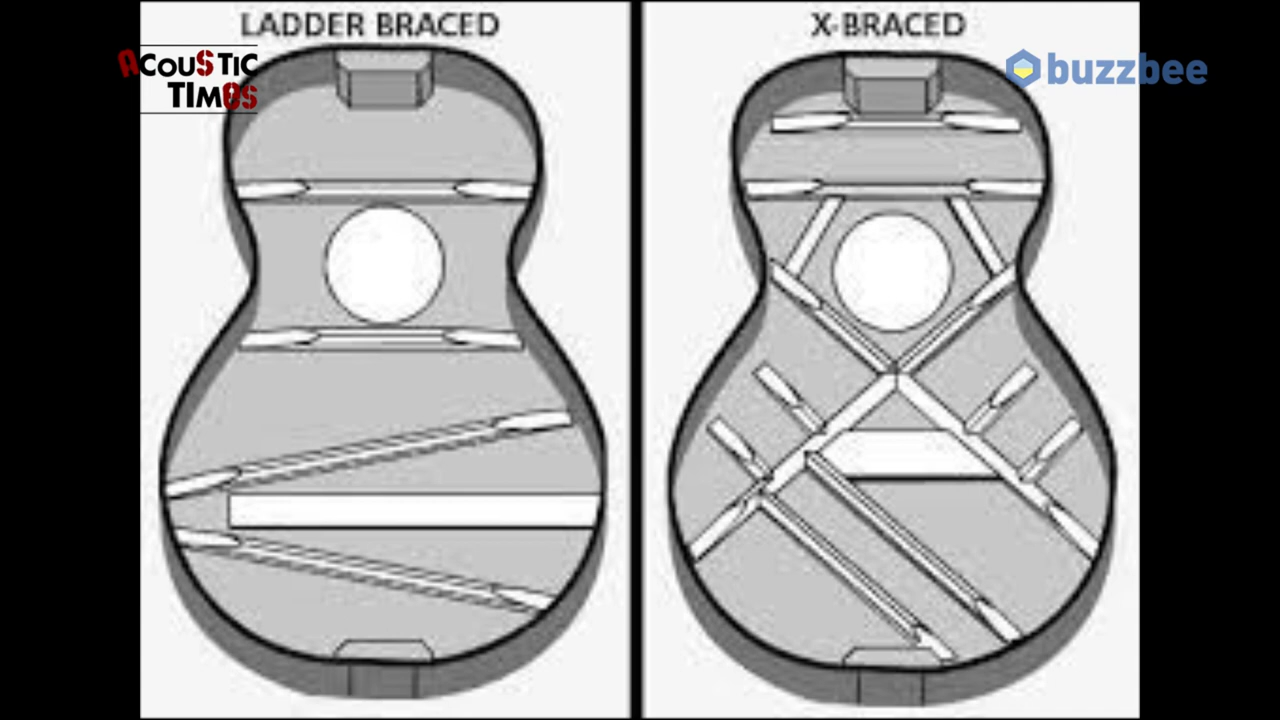 LADDER BRACED
X-BRACED
ACOUSTIC
TIMES
buzzbee